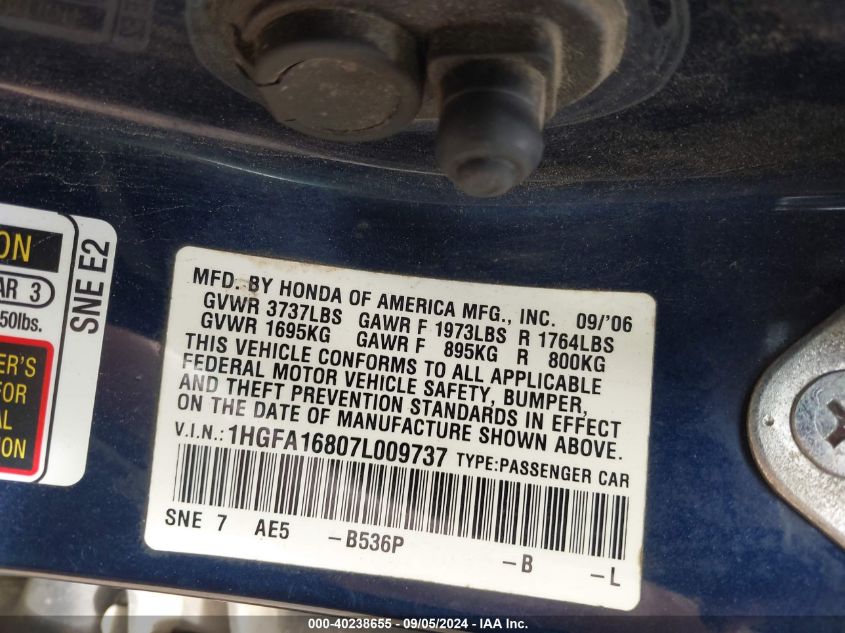 ON
AR 3
50lbs.
SNE E2
ER'S
FOR
AL
TION
MFD. BY HONDA OF AMERICA MFG., INC. 09/'06
GVWR 3737LBS GAWR F 1973LBS R 1764LBS
GVWR 1695KG GAWR F 895KG R 800KG
THIS VEHICLE CONFORMS TO ALL APPLICABLE
FEDERAL MOTOR VEHICLE SAFETY, BUMPER,
AND THEFT PREVENTION STANDARDS IN EFFECT
ON THE DATE OF MANUFACTURE SHOWN ABOVE.
V.I.N.: 1HGFA16807L009737 TYPE:PASSENGER CAR
SNE 7 AE5 -B536P -B -L
000-40238655 - 09/05/2024 - IAA Inc.